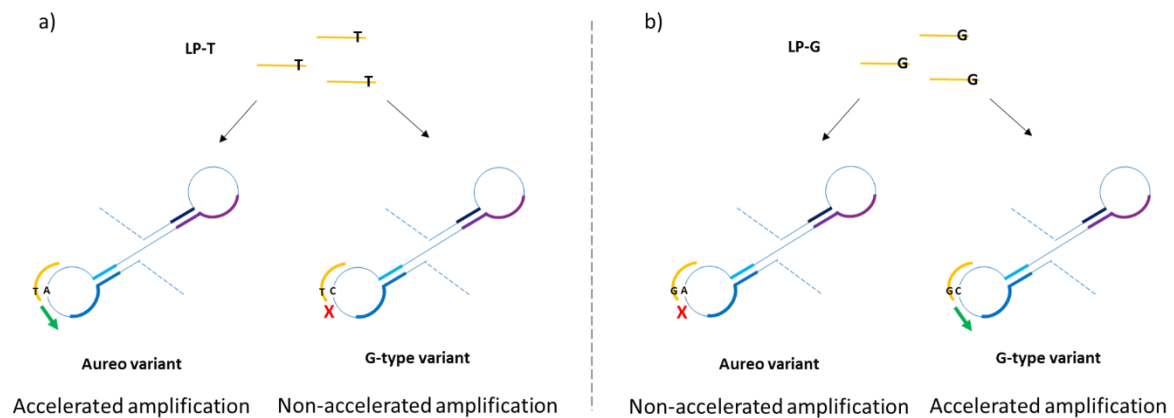 a)
LP-T
T
T
T
T A
T C
X
Aureo variant
G-type variant
Accelerated amplification
Non-accelerated amplification
b)
LP-G
G
G
G
G A
X
G C
Aureo variant
G-type variant
Non-accelerated amplification
Accelerated amplification